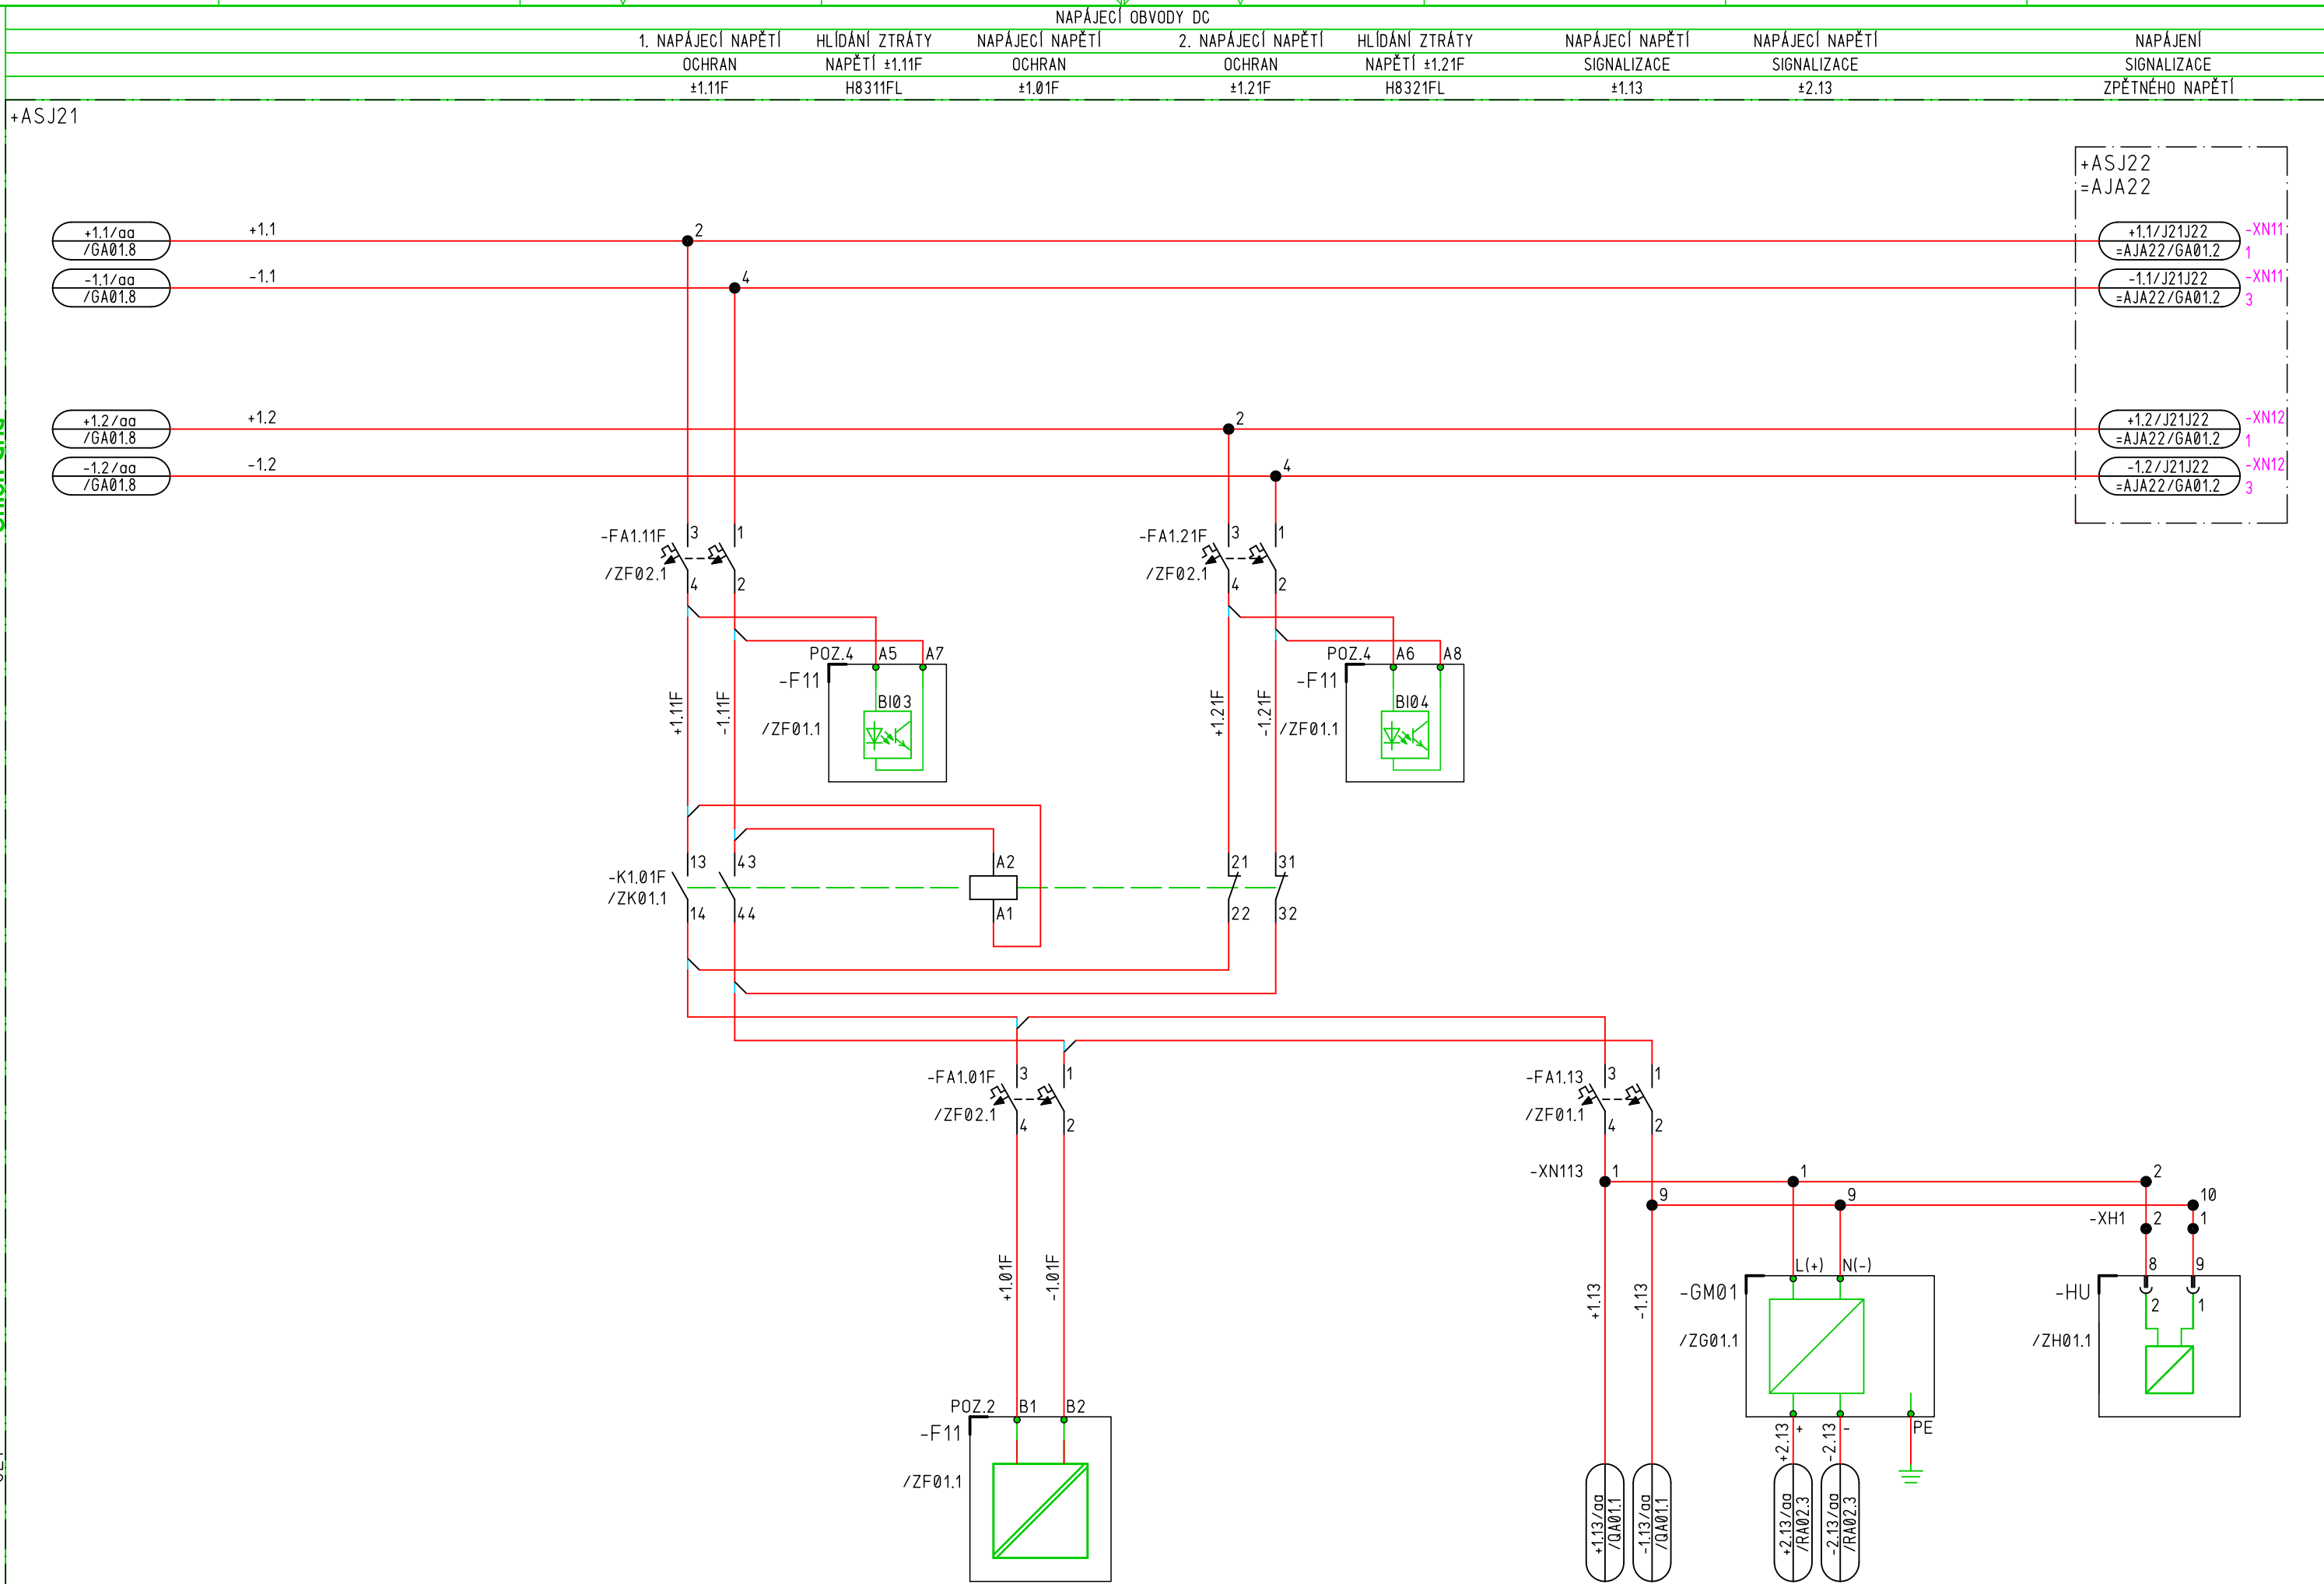 NAPÁJECÍ OBVODY DC
1. NAPÁJECÍ NAPĚTÍ
OCHRAN
±1.11F
HLÍDÁNÍ ZTRÁTY
NAPĚTÍ ±1.11F
H8311FL
NAPÁJECÍ NAPĚTÍ
OCHRAN
±1.01F
2. NAPÁJECÍ NAPĚTÍ
OCHRAN
±1.21F
HLÍDÁNÍ ZTRÁTY
NAPĚTÍ ±1.21F
H8321FL
NAPÁJECÍ NAPĚTÍ
SIGNALIZACE
±1.13
NAPÁJECÍ NAPĚTÍ
SIGNALIZACE
±2.13
NAPÁJENÍ
SIGNALIZACE
ZPĚTNÉHO NAPĚTÍ
+ASJ21
+ASJ22
=AJA22
+1.1/aa
/GA01.8
+1.1
2
+1.1/J21J22
=AJA22/GA01.2
-XN11
1
-1.1/aa
/GA01.8
-1.1
4
-1.1/J21J22
=AJA22/GA01.2
-XN11
3
+1.2/aa
/GA01.8
+1.2
2
+1.2/J21J22
=AJA22/GA01.2
-XN12
1
-1.2/aa
/GA01.8
-1.2
4
-1.2/J21J22
=AJA22/GA01.2
-XN12
3
-FA1.11F
/ZF02.1
3
1
4
2
-FA1.21F
/ZF02.1
3
1
4
2
POZ.4
A5
A7
-F11
BI03
/ZF01.1
POZ.4
A6
A8
-F11
BI04
/ZF01.1
+1.11F
-1.11F
+1.21F
-1.21F
-K1.01F
/ZK01.1
13
43
14
44
A2
A1
21
31
22
32
-FA1.01F
/ZF02.1
3
1
4
2
-FA1.13
/ZF01.1
3
1
4
2
-XN113
1
1
2
9
9
10
-XH1
2
1
+1.01F
-1.01F
+1.13
-1.13
L(+)
N(-)
-GM01
/ZG01.1
8
9
-HU
2
1
/ZH01.1
POZ.2
B1
B2
-F11
/ZF01.1
+2.13
+
-2.13
-
PE
+1.13/aa
/QA01.1
-1.13/aa
/QA01.1
+2.13/aa
/RA02.3
-2.13/aa
/RA02.3